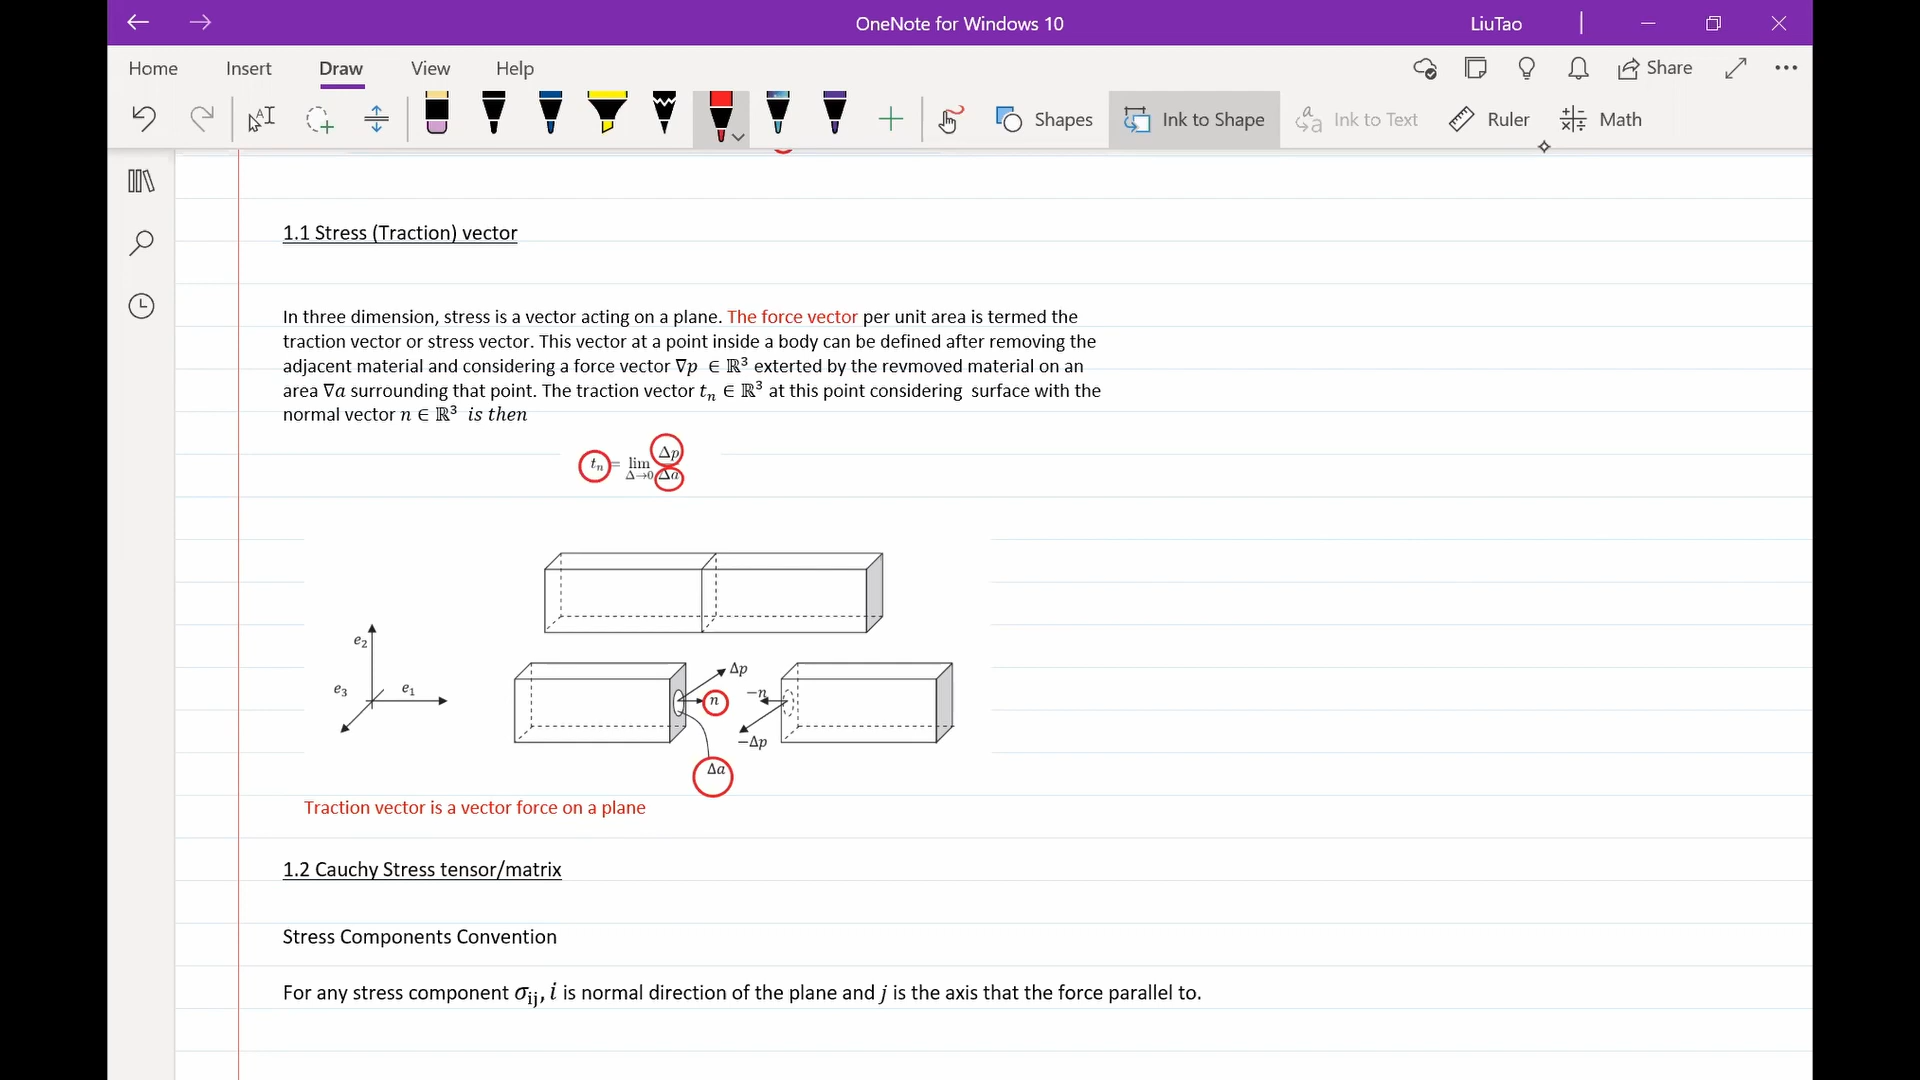 OneNote for Windows 10
LiuTao
Home Insert Draw View Help
Share
Shapes
Ink to Shape
Ink to Text
Ruler
Math
1.1 Stress (Traction) vector
In three dimension, stress is a vector acting on a plane. The force vector per unit area is termed the
traction vector or stress vector. This vector at a point inside a body can be defined after removing the
adjacent material and considering a force vector ∇p ∈ ℝ³ exterted by the revmoved material on an
area ∇a surrounding that point. The traction vector tₙ ∈ ℝ³ at this point considering surface with the
normal vector n ∈ ℝ³ is then
tₙ = lim Δ→0 Δp/Δa
e₂
e₃
e₁
Δp
n
Δa
−n
−Δp
Traction vector is a vector force on a plane
1.2 Cauchy Stress tensor/matrix
Stress Components Convention
For any stress component σᵢⱼ, i is normal direction of the plane and j is the axis that the force parallel to.